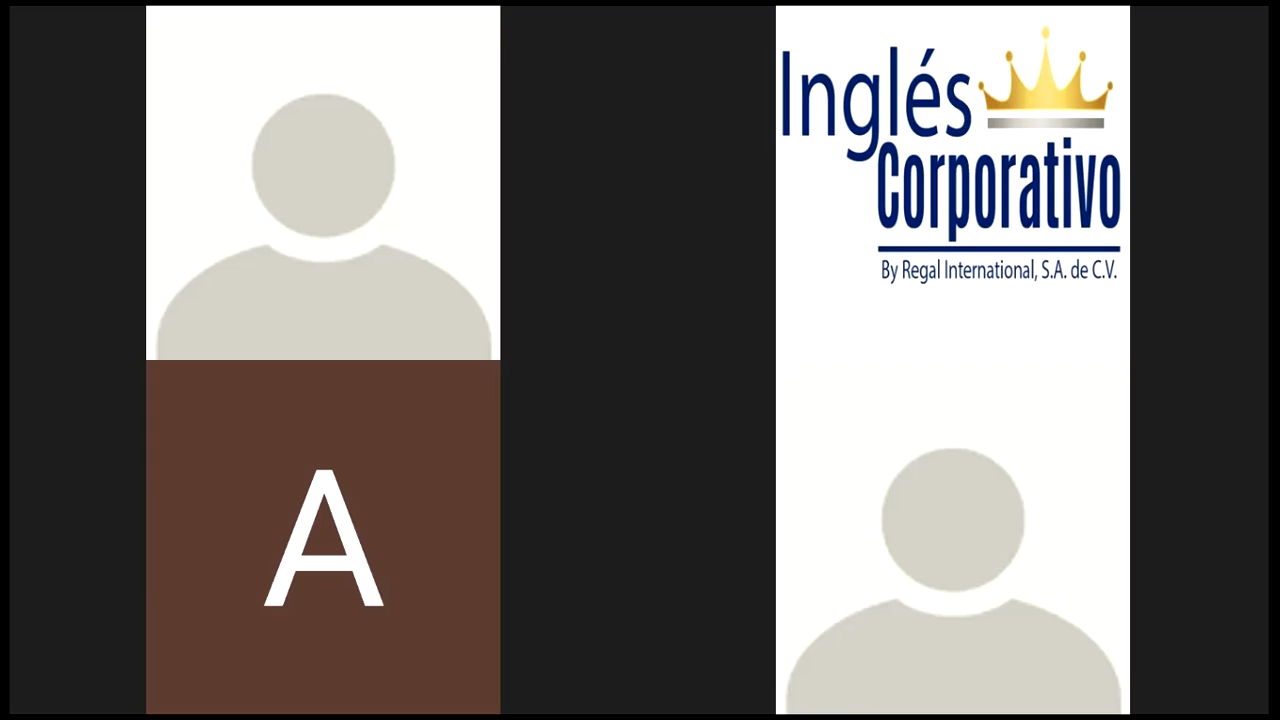 Inglés
Corporativo
By Regal International, S.A. de C.V.
A